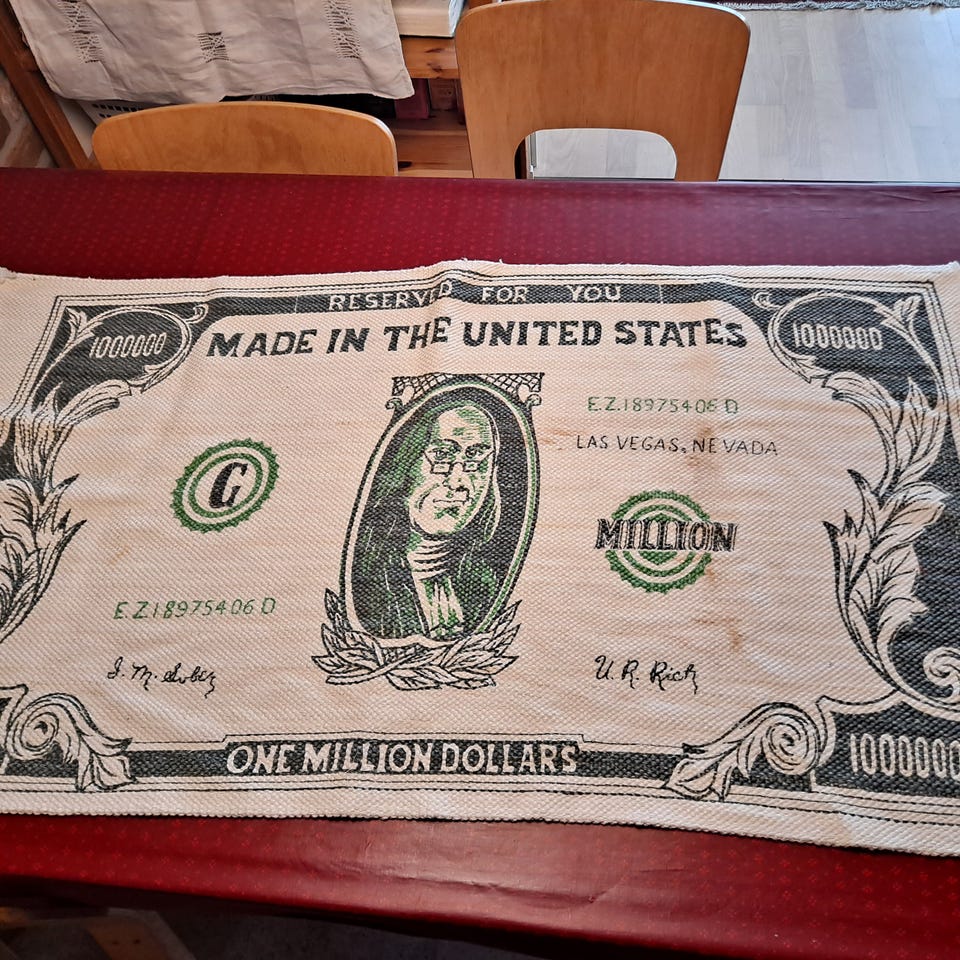 RESERVED FOR YOU
1000000
MADE IN THE UNITED STATES
1000000
E.Z.18975406 D
LAS VEGAS, NEVADA
C
MILLION
E.Z.18975406 D
I. M. Sober
U. R. Rich
ONE MILLION DOLLARS
1000000